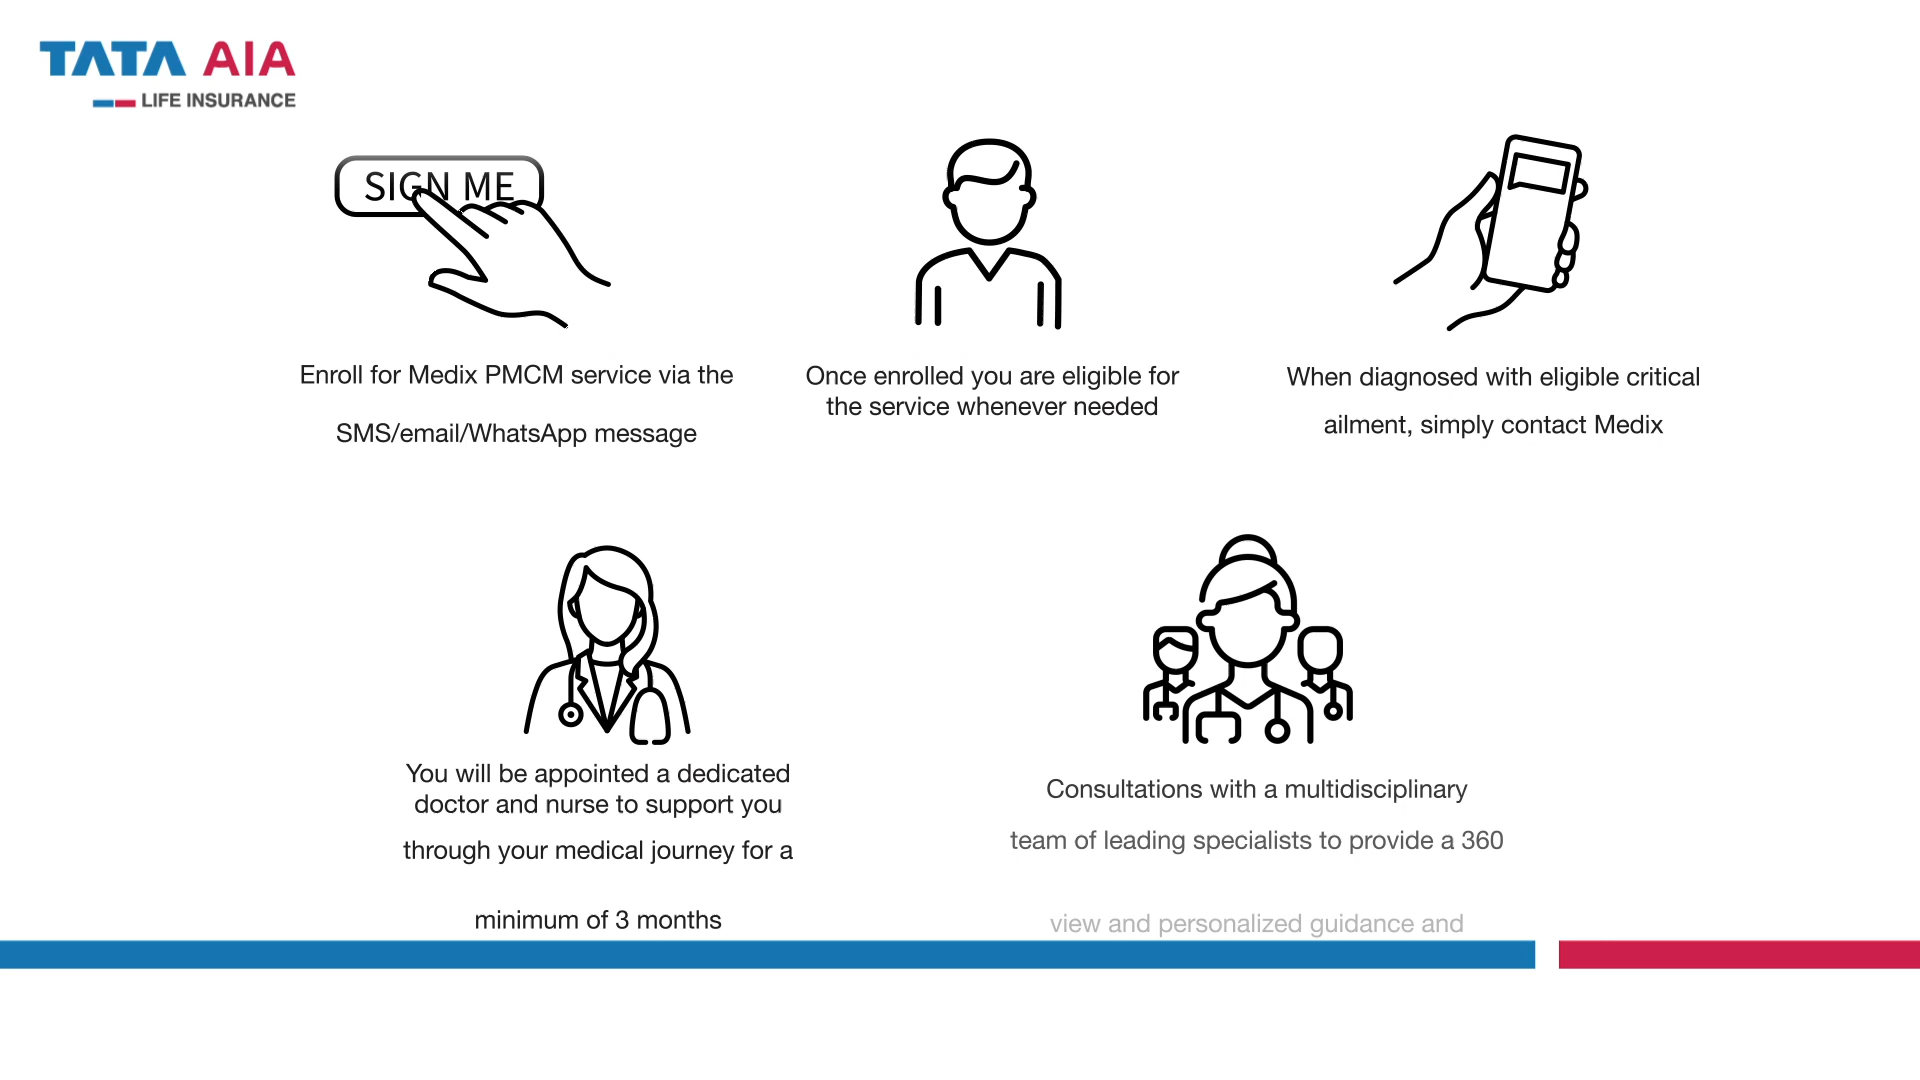 TATA AIA
LIFE INSURANCE
SIGN ME
Enroll for Medix PMCM service via the
SMS/email/WhatsApp message
Once enrolled you are eligible for
the service whenever needed
When diagnosed with eligible critical
ailment, simply contact Medix
You will be appointed a dedicated
doctor and nurse to support you
through your medical journey for a
minimum of 3 months
Consultations with a multidisciplinary
team of leading specialists to provide a 360
view and personalized guidance and